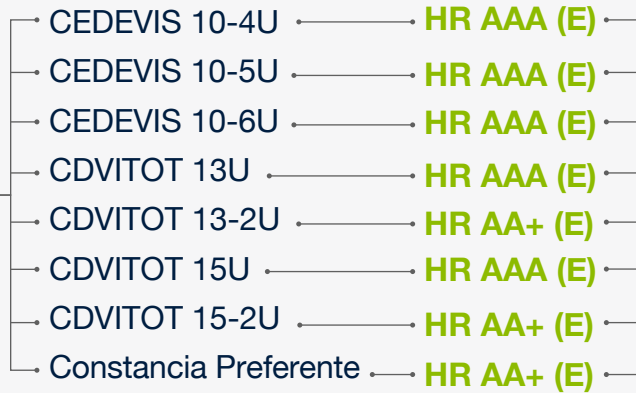 CEDEVIS 10-4U HR AAA (E)
CEDEVIS 10-5U HR AAA (E)
CEDEVIS 10-6U HR AAA (E)
CDVITOT 13U HR AAA (E)
CDVITOT 13-2U HR AA+ (E)
CDVITOT 15U HR AAA (E)
CDVITOT 15-2U HR AA+ (E)
Constancia Preferente HR AA+ (E)